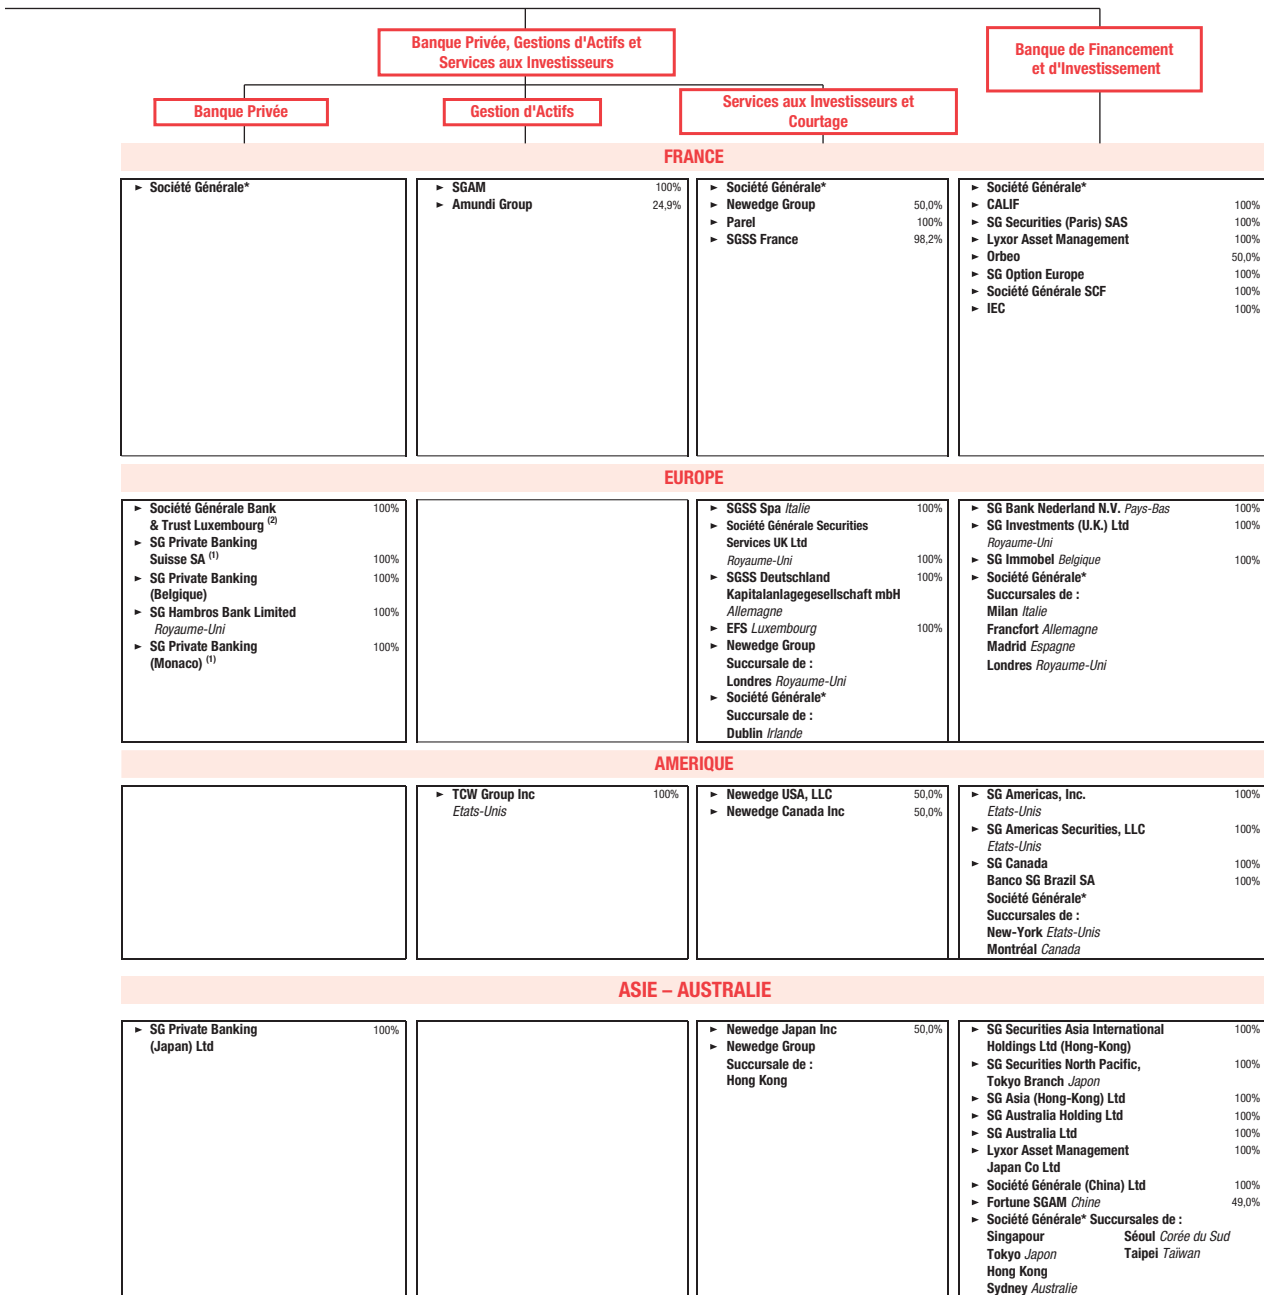 Banque Privée, Gestions d'Actifs et
Services aux Investisseurs
Banque de Financement
et d'Investissement
Banque Privée
Gestion d'Actifs
Services aux Investisseurs et
Courtage
FRANCE
► Société Générale*
► SGAM 100%
► Amundi Group 24,9%
► Société Générale*
► Newedge Group 50,0%
► Parel 100%
► SGSS France 98,2%
► Société Générale*
► CALIF 100%
► SG Securities (Paris) SAS 100%
► Lyxor Asset Management 100%
► Orbeo 50,0%
► SG Option Europe 100%
► Société Générale SCF 100%
► IEC 100%
EUROPE
► Société Générale Bank 100%
& Trust Luxembourg (2)
► SG Private Banking
Suisse SA (1) 100%
► SG Private Banking 100%
(Belgique)
► SG Hambros Bank Limited 100%
Royaume-Uni
► SG Private Banking 100%
(Monaco) (1)
► SGSS Spa Italie 100%
► Société Générale Securities
Services UK Ltd
Royaume-Uni 100%
► SGSS Deutschland 100%
Kapitalanlagegesellschaft mbH
Allemagne
► EFS Luxembourg 100%
► Newedge Group
Succursale de :
Londres Royaume-Uni
► Société Générale*
Succursale de :
Dublin Irlande
► SG Bank Nederland N.V. Pays-Bas 100%
► SG Investments (U.K.) Ltd 100%
Royaume-Uni
► SG Immobel Belgique 100%
► Société Générale*
Succursales de :
Milan Italie
Francfort Allemagne
Madrid Espagne
Londres Royaume-Uni
AMERIQUE
► TCW Group Inc 100%
Etats-Unis
► Newedge USA, LLC 50,0%
► Newedge Canada Inc 50,0%
► SG Americas, Inc. 100%
Etats-Unis
► SG Americas Securities, LLC 100%
Etats-Unis
► SG Canada 100%
Banco SG Brazil SA 100%
Société Générale*
Succursales de :
New-York Etats-Unis
Montréal Canada
ASIE – AUSTRALIE
► SG Private Banking 100%
(Japan) Ltd
► Newedge Japan Inc 50,0%
► Newedge Group
Succursale de :
Hong Kong
► SG Securities Asia International 100%
Holdings Ltd (Hong-Kong)
► SG Securities North Pacific, 100%
Tokyo Branch Japon
► SG Asia (Hong-Kong) Ltd 100%
► SG Australia Holding Ltd 100%
► SG Australia Ltd 100%
► Lyxor Asset Management 100%
Japan Co Ltd
► Société Générale (China) Ltd 100%
► Fortune SGAM Chine 49,0%
► Société Générale* Succursales de :
Singapour Séoul Corée du Sud
Tokyo Japon Taipei Taïwan
Hong Kong
Sydney Australie